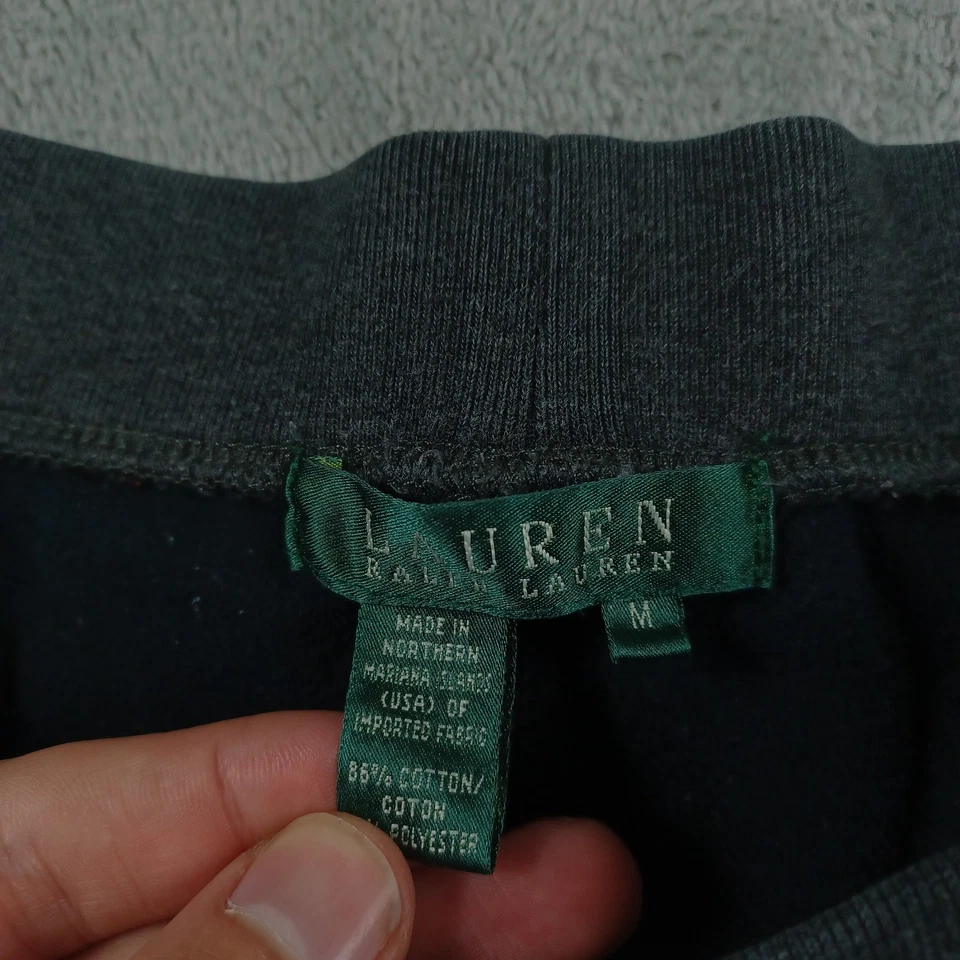 LAUREN
RALPH LAUREN
M
MADE IN
NORTHERN
MARIANA ISLANDS
(USA) OF
IMPORTED FABRIC
86% COTTON/
COTON
POLYESTER